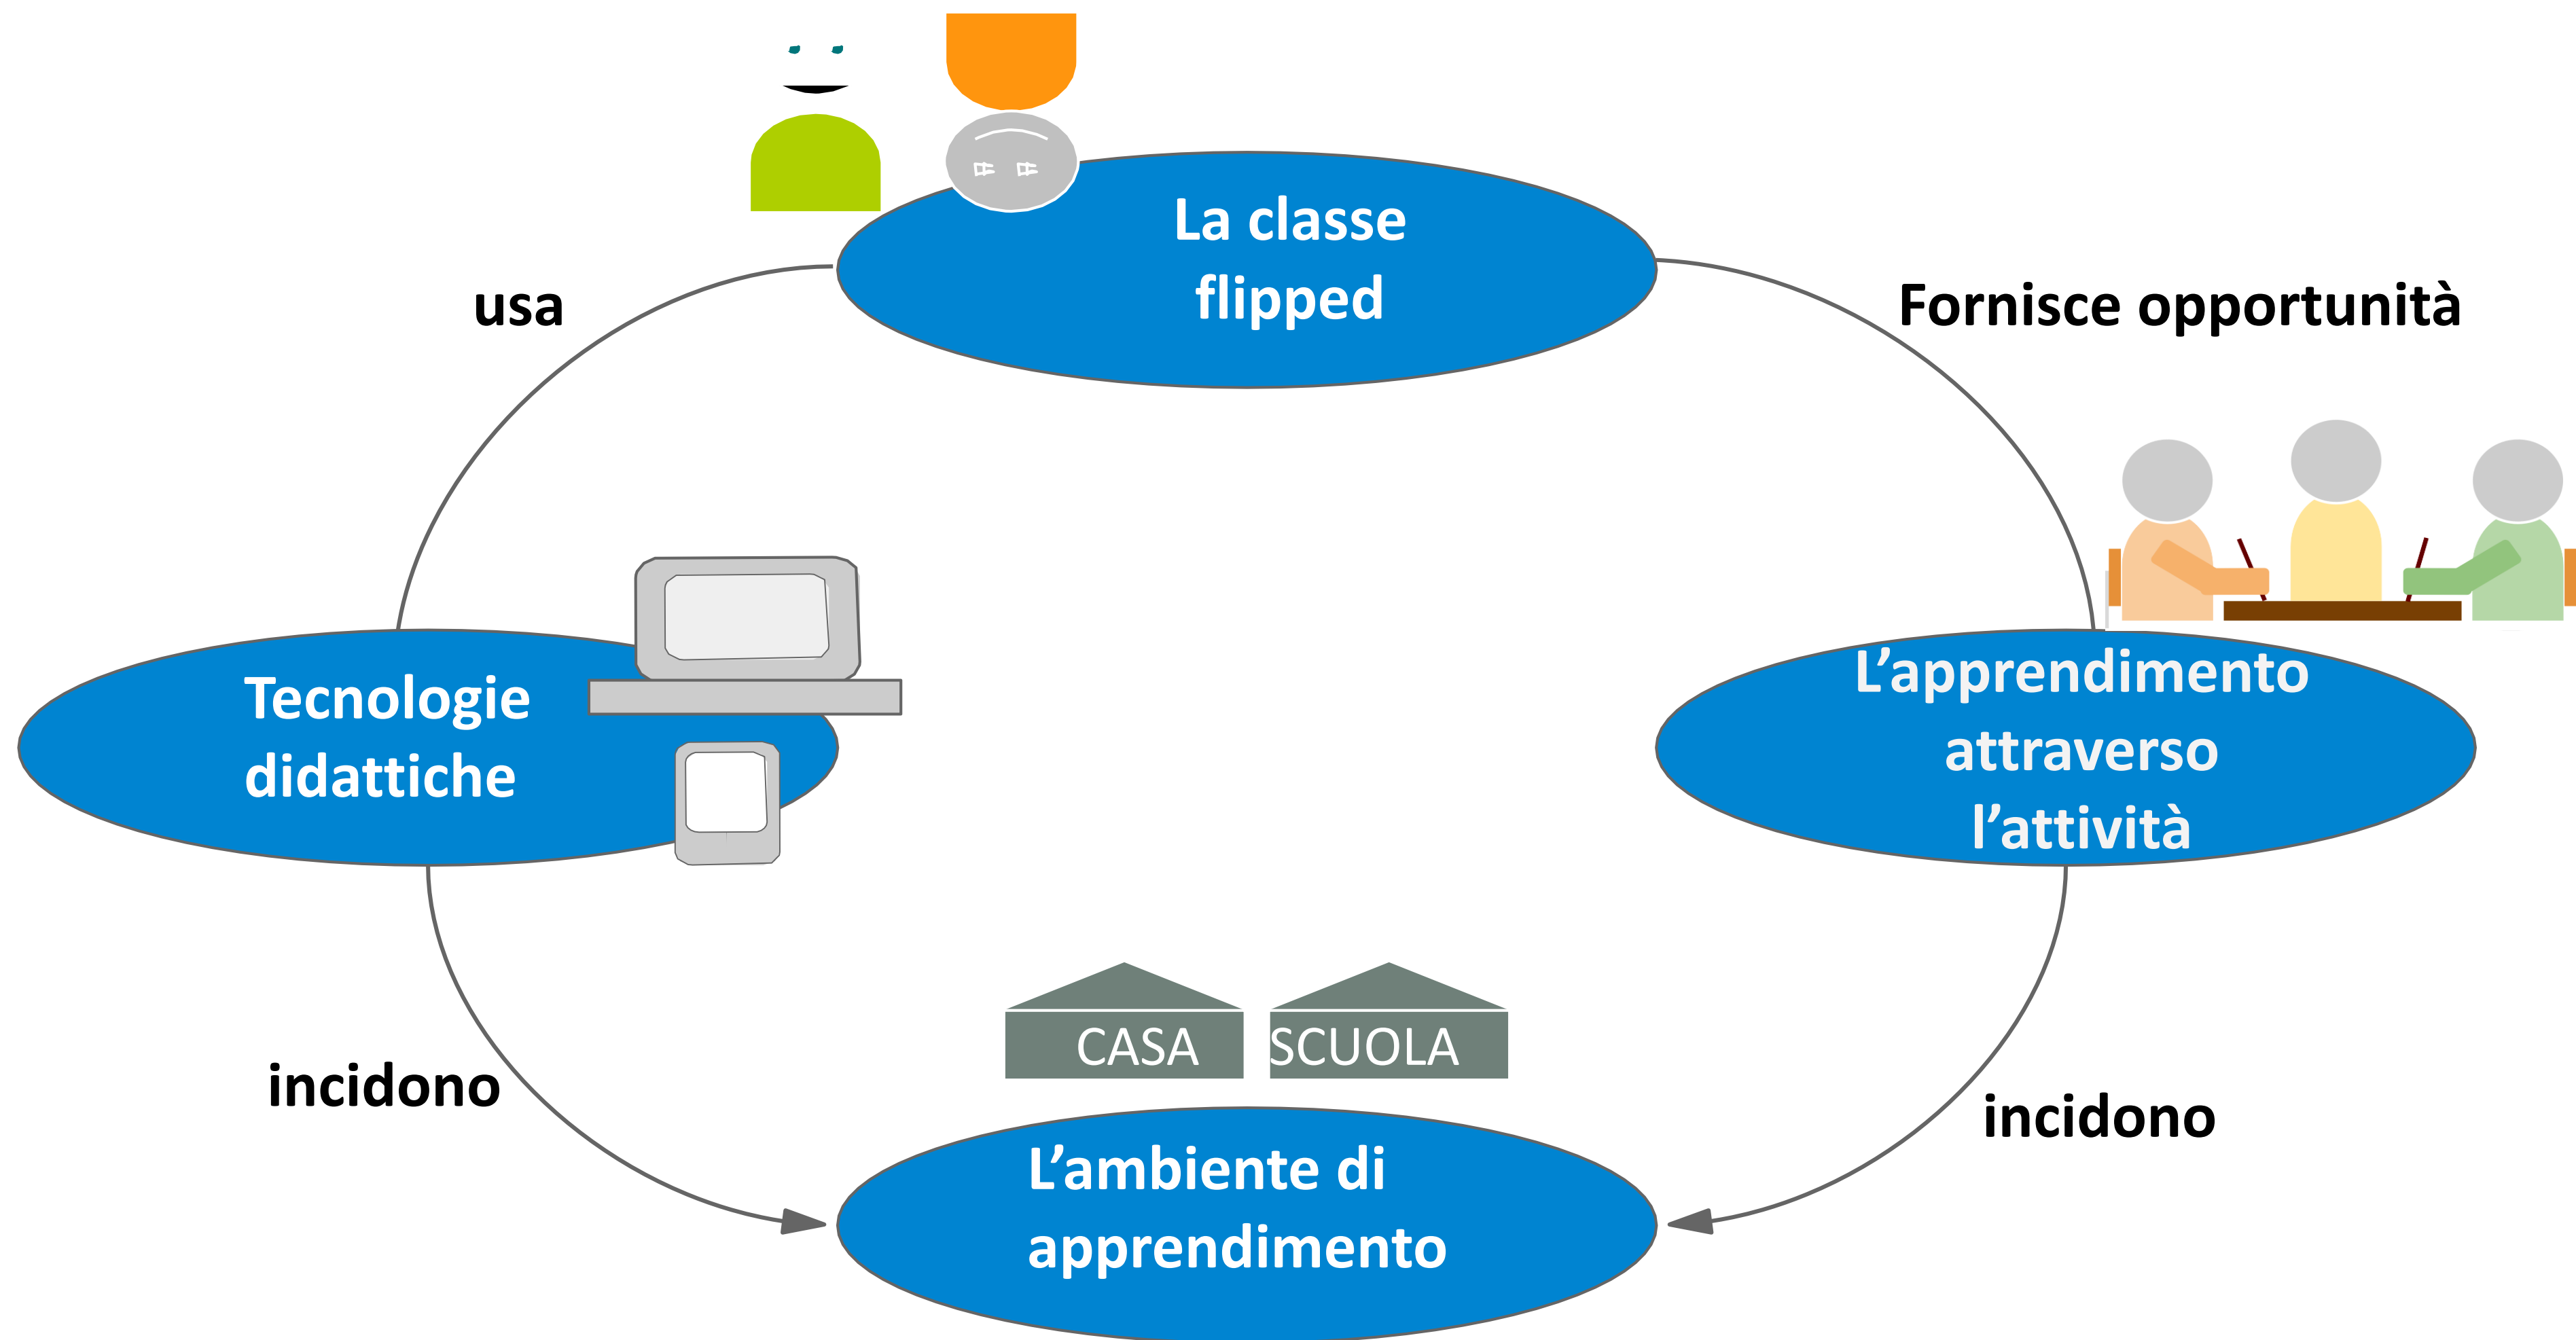 La classe
flipped
usa
Fornisce opportunità
Tecnologie
didattiche
L’apprendimento
attraverso
l’attività
CASA
SCUOLA
incidono
incidono
L’ambiente di
apprendimento